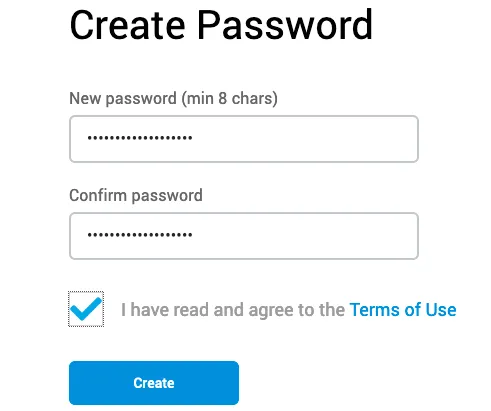 Create Password
New password (min 8 chars)
•••••••••••••••••••
Confirm password
•••••••••••••••••••
I have read and agree to the Terms of Use
Create